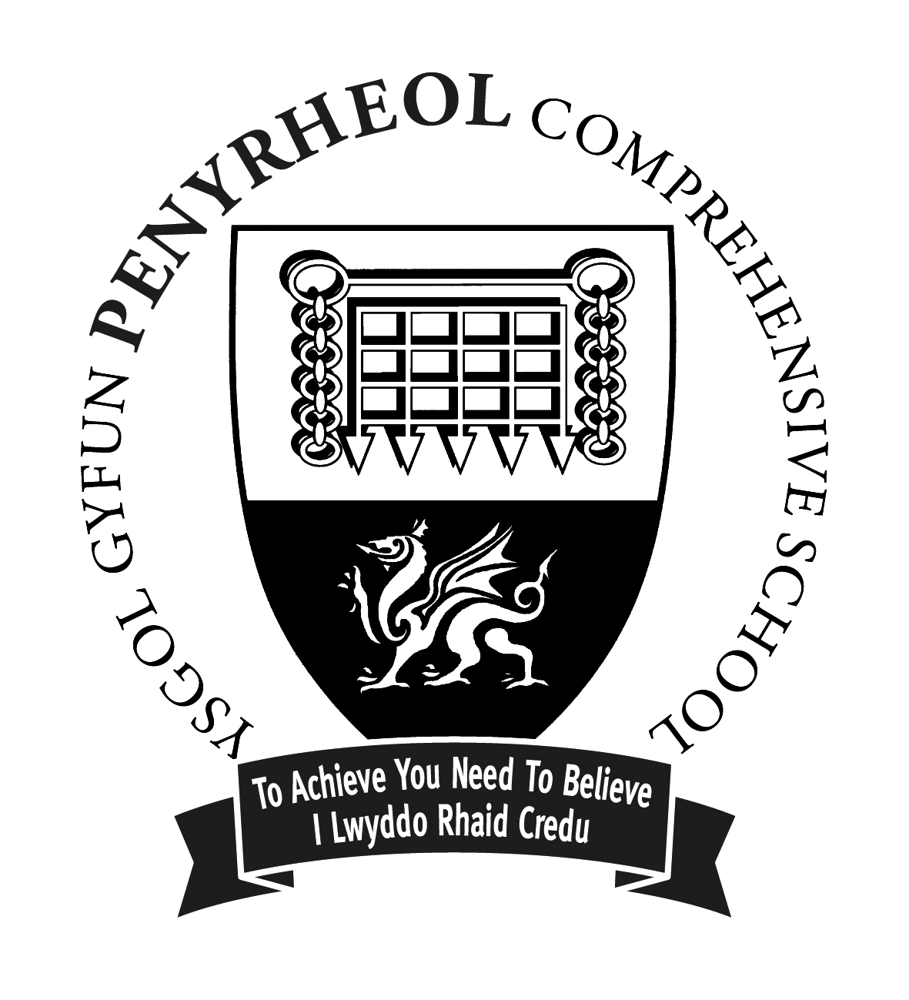 YSGOL GYFUN PENYRHEOL COMPREHENSIVE SCHOOL
To Achieve You Need To Believe
I Lwyddo Rhaid Credu